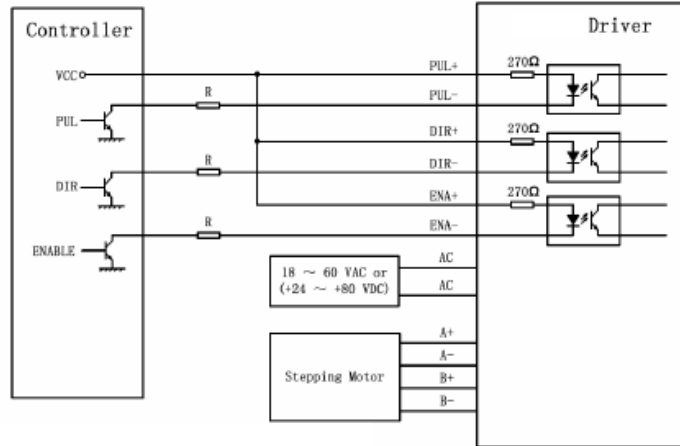 Controller
Driver
VCC
PUL+
270Ω
R
PUL-
PUL
DIR+
270Ω
R
DIR-
DIR
ENA+
270Ω
R
ENA-
ENABLE
18 ~ 60 VAC or
(+24 ~ +80 VDC)
AC
AC
Stepping Motor
A+
A-
B+
B-